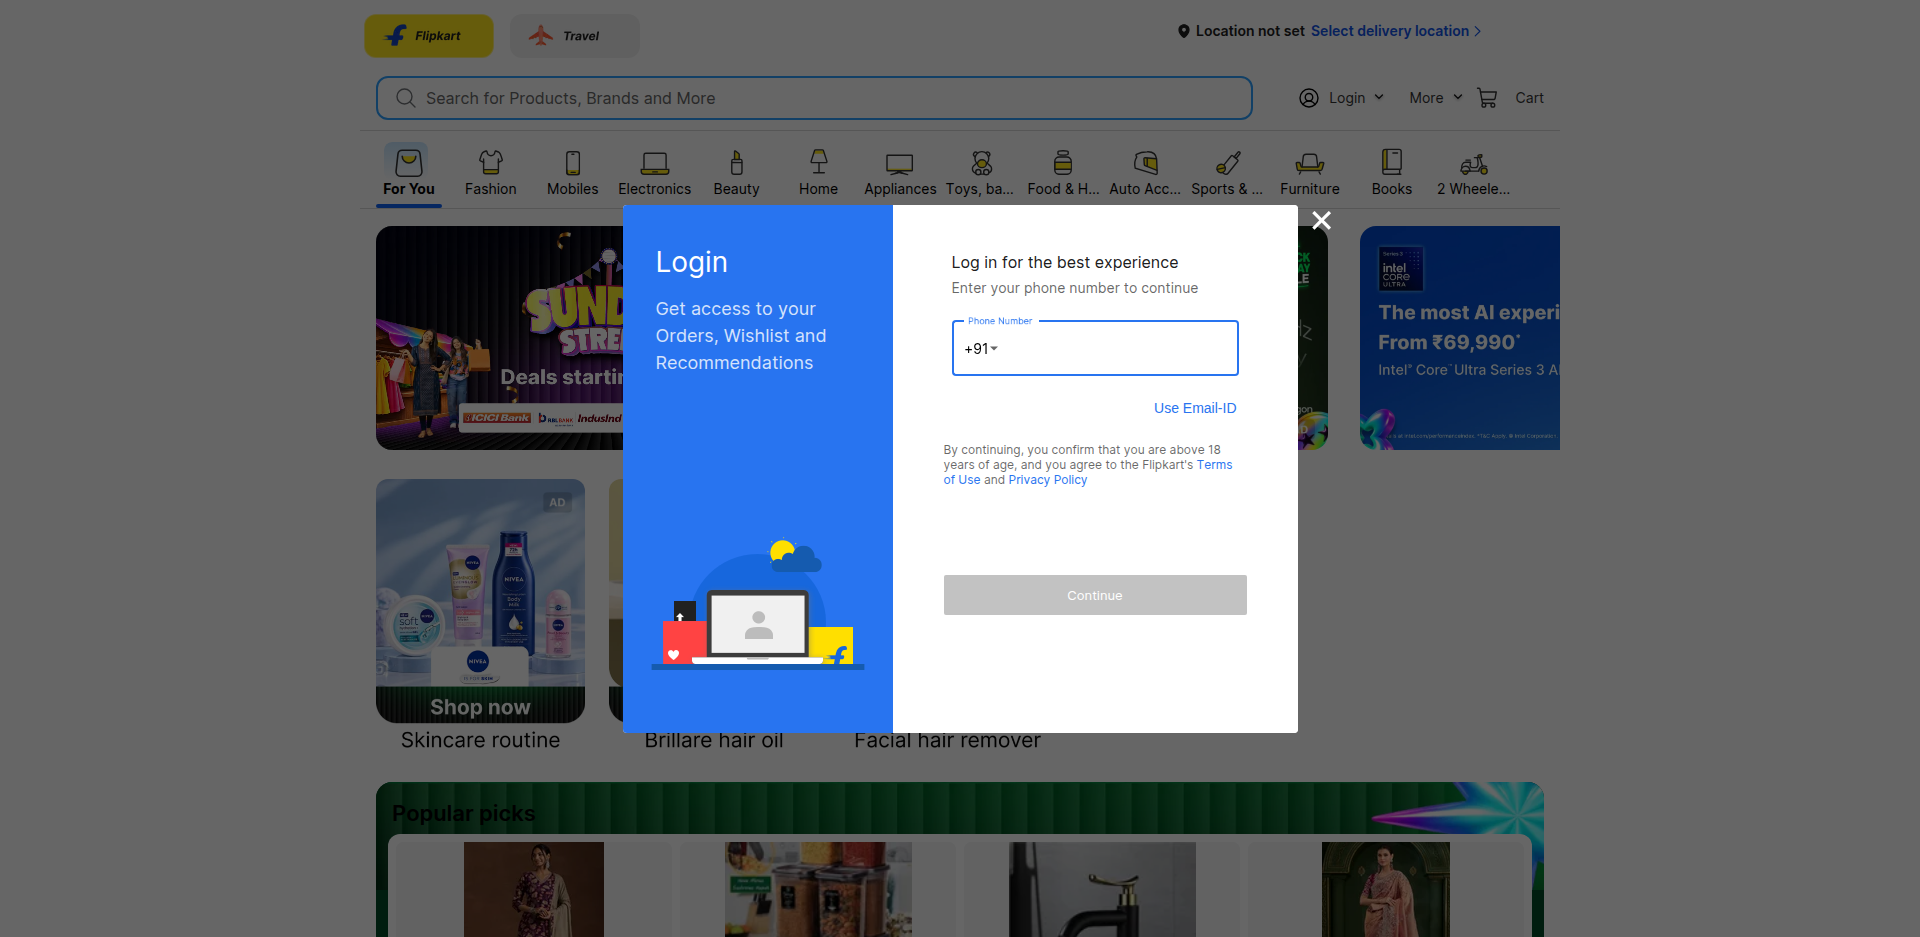 Flipkart
Travel
Location not set Select delivery location
Search for Products, Brands and More
Login
More
Cart
For You
Fashion
Mobiles
Electronics
Beauty
Home
Appliances
Toys, ba...
Food & H...
Auto Acc...
Sports & ...
Furniture
Books
2 Wheele...
Deals startin
ICICI Bank
RBL BANK
IndusInd
Login
Get access to your
Orders, Wishlist and
Recommendations
Log in for the best experience
Enter your phone number to continue
Phone Number
+91
Use Email-ID
By continuing, you confirm that you are above 18
years of age, and you agree to the Flipkart's Terms
of Use and Privacy Policy
Continue
intel
CORE
ULTRA
The most AI experi
From ₹69,990*
Intel® Core™ Ultra Series 3 A
AD
NIVEA
soft
NIVEA
Shop now
Skincare routine
Brillare hair oil
Facial hair remover
Popular picks